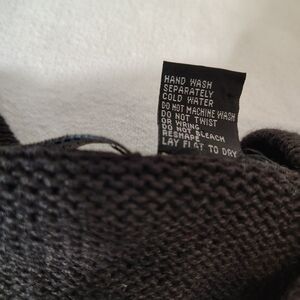 HAND WASH
SEPARATELY
COLD WATER
DO NOT MACHINE WASH
DO NOT TWIST
OR WRING
DO NOT BLEACH
RESHAPE
LAY FLAT TO DRY